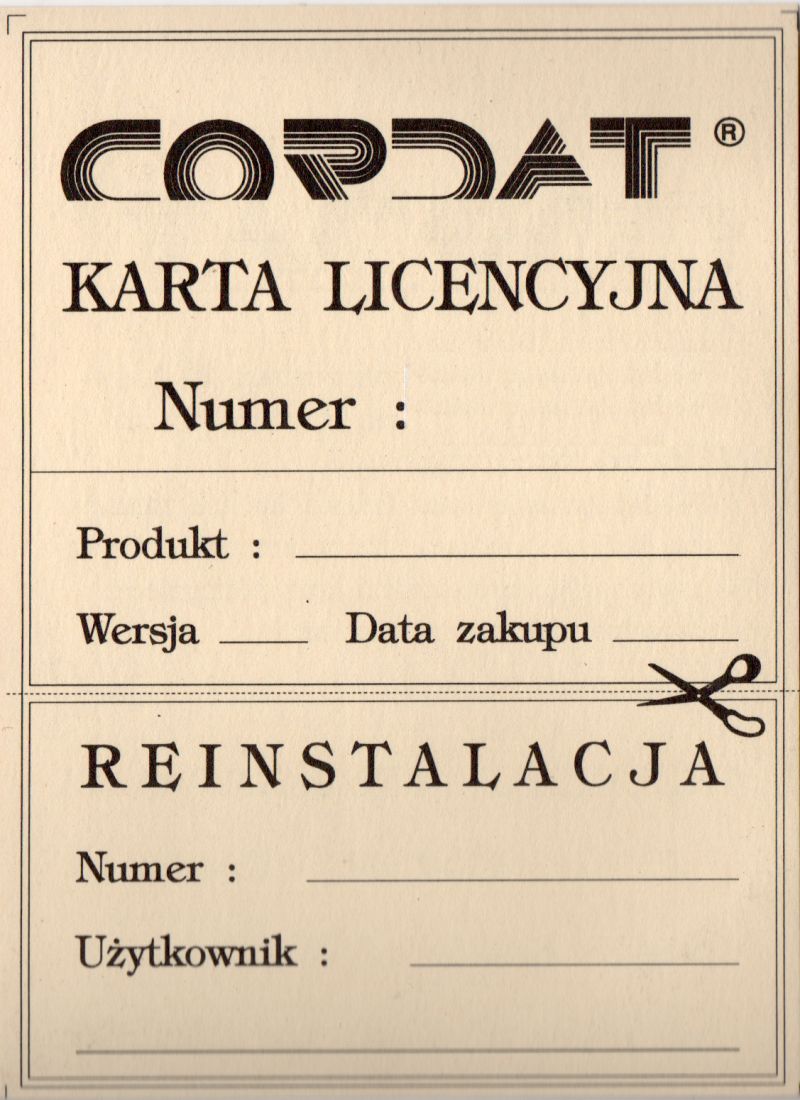 CORDAT ®
KARTA LICENCYJNA
Numer :
Produkt :
Wersja Data zakupu
REINSTALACJA
Numer :
Użytkownik :